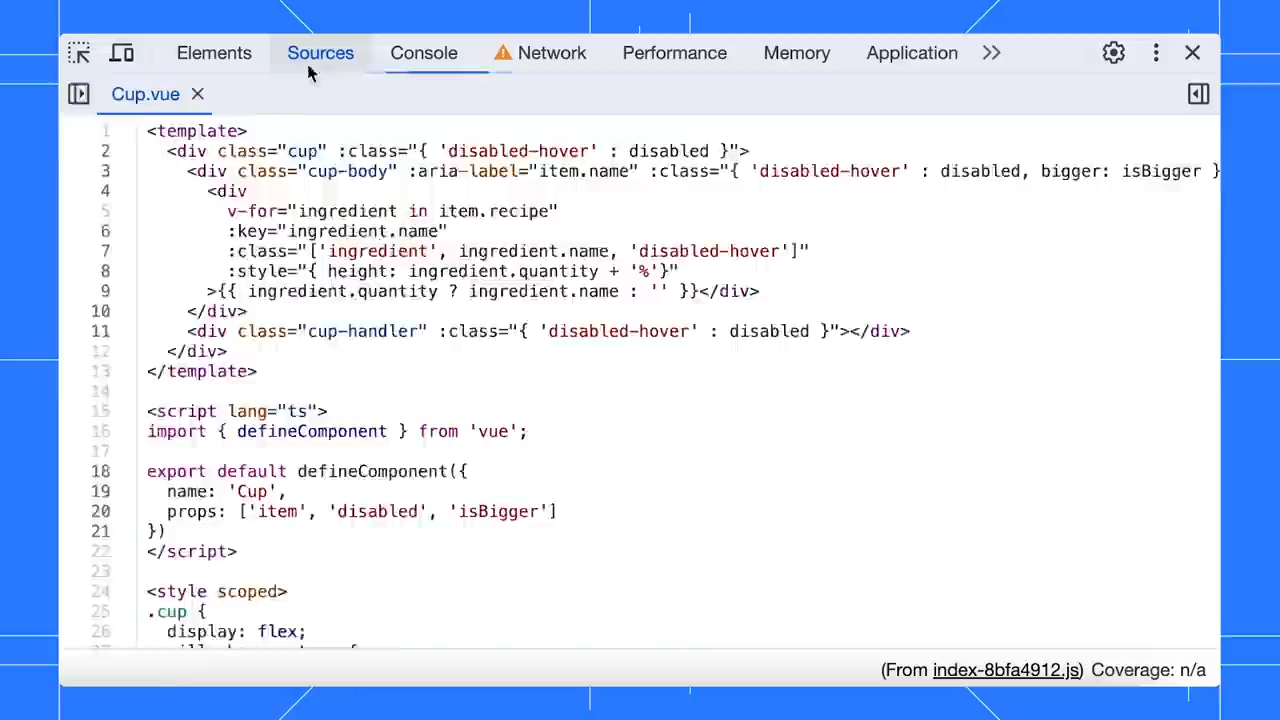 Elements Sources Console Network Performance Memory Application
Cup.vue
1 <template>
2 <div class="cup" :class="{ 'disabled-hover' : disabled }">
3 <div class="cup-body" :aria-label="item.name" :class="{ 'disabled-hover' : disabled, bigger: isBigger }
4 <div
5 v-for="ingredient in item.recipe"
6 :key="ingredient.name"
7 :class="['ingredient', ingredient.name, 'disabled-hover']"
8 :style="{ height: ingredient.quantity + '%'}"
9 >{{ ingredient.quantity ? ingredient.name : '' }}</div>
10 </div>
11 <div class="cup-handler" :class="{ 'disabled-hover' : disabled }"></div>
12 </div>
13 </template>
14
15 <script lang="ts">
16 import { defineComponent } from 'vue';
17
18 export default defineComponent({
19 name: 'Cup',
20 props: ['item', 'disabled', 'isBigger']
21 })
22 </script>
23
24 <style scoped>
25 .cup {
26 display: flex;
(From index-8bfa4912.js) Coverage: n/a